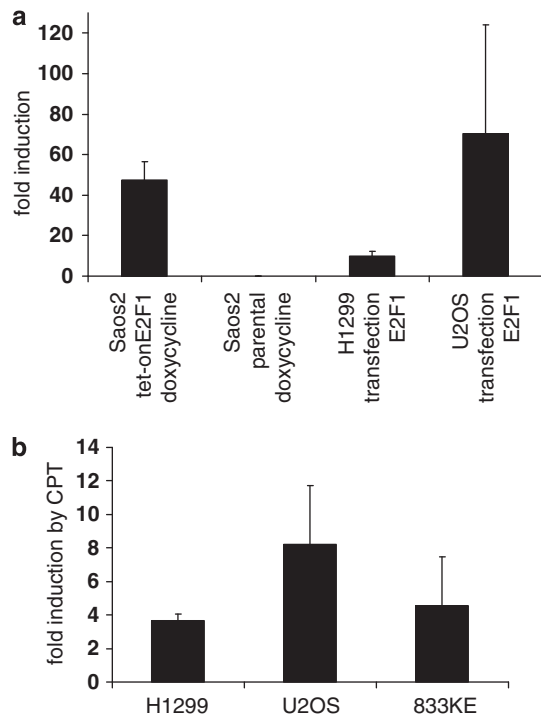 a
fold induction
120
100
80
60
40
20
0
Saos2
tet-onE2F1
doxycycline
Saos2
parental
doxycycline
H1299
transfection
E2F1
U2OS
transfection
E2F1
b
fold induction by CPT
14
12
10
8
6
4
2
0
H1299
U2OS
833KE